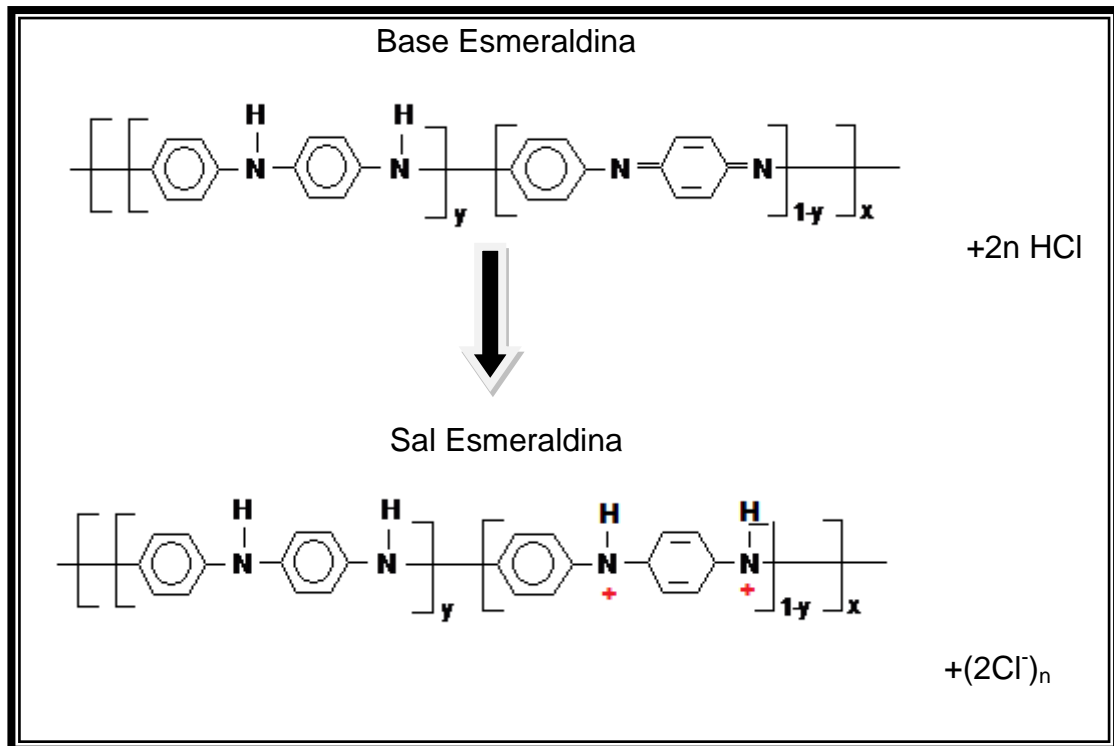 Base Esmeraldina
H H
N N N N
y 1-y x
+2n HCl
Sal Esmeraldina
H H H H
N N N N
+ +
y 1-y x
+(2Cl⁻)ₙ